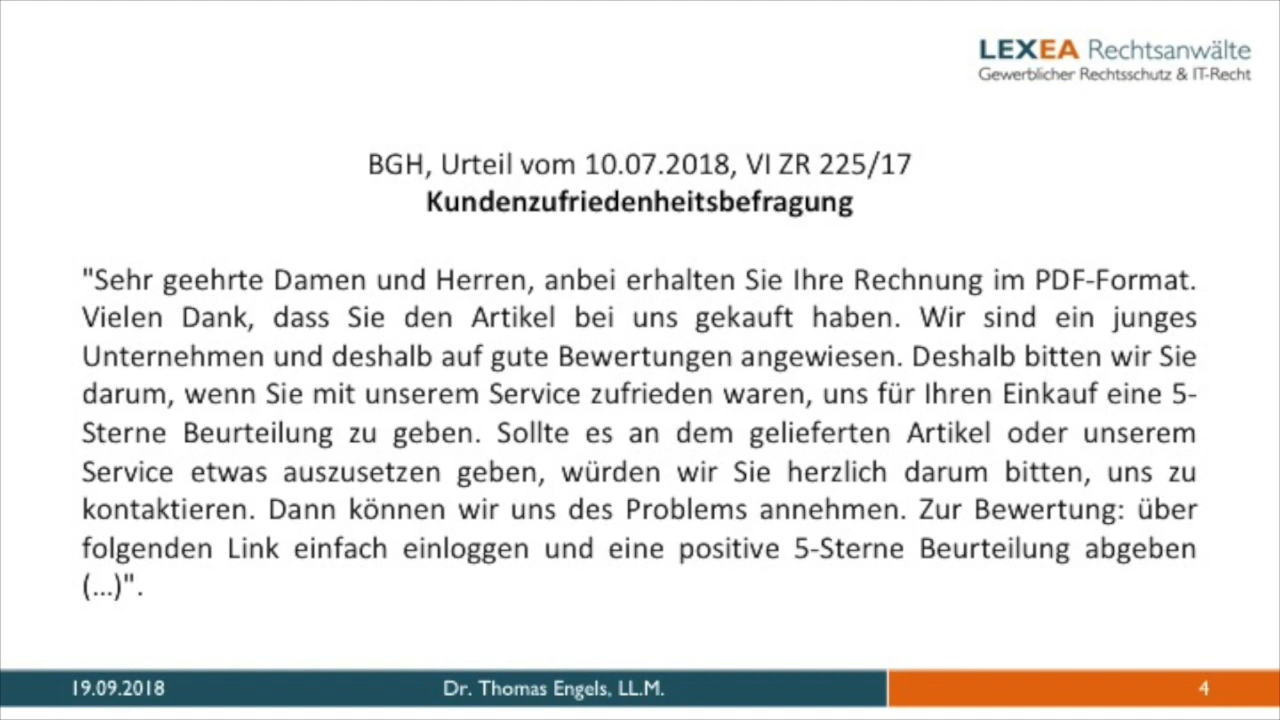 LEXEA Rechtsanwälte
Gewerblicher Rechtsschutz & IT-Recht
BGH, Urteil vom 10.07.2018, VI ZR 225/17
Kundenzufriedenheitsbefragung
"Sehr geehrte Damen und Herren, anbei erhalten Sie Ihre Rechnung im PDF-Format.
Vielen Dank, dass Sie den Artikel bei uns gekauft haben. Wir sind ein junges
Unternehmen und deshalb auf gute Bewertungen angewiesen. Deshalb bitten wir Sie
darum, wenn Sie mit unserem Service zufrieden waren, uns für Ihren Einkauf eine 5-
Sterne Beurteilung zu geben. Sollte es an dem gelieferten Artikel oder unserem
Service etwas auszusetzen geben, würden wir Sie herzlich darum bitten, uns zu
kontaktieren. Dann können wir uns des Problems annehmen. Zur Bewertung: über
folgenden Link einfach einloggen und eine positive 5-Sterne Beurteilung abgeben
(...)".
19.09.2018
Dr. Thomas Engels, LL.M.
4